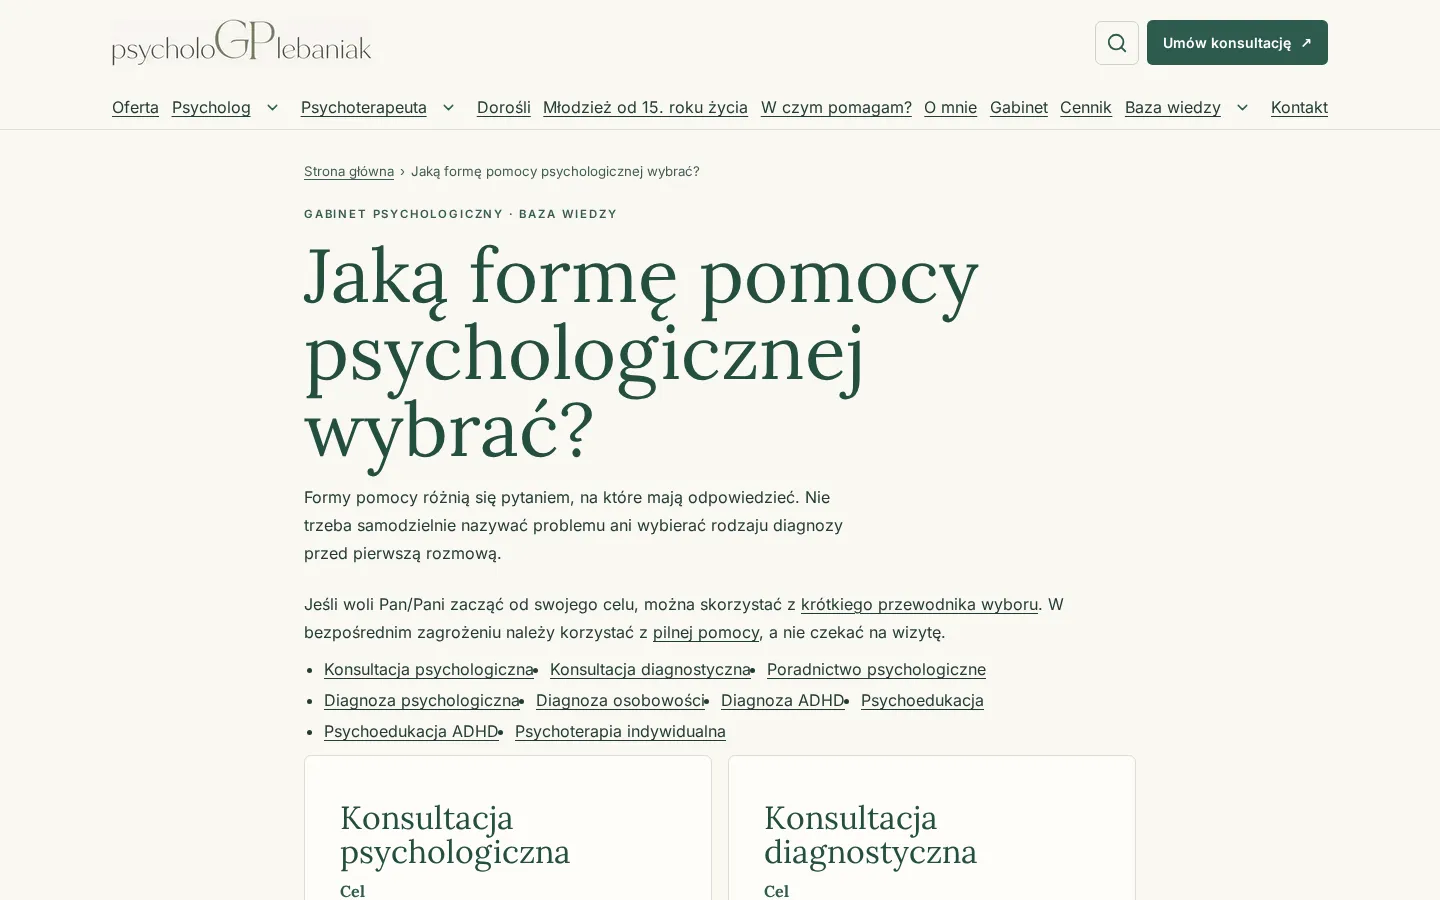 psycholoGPlebaniak
Umów konsultację ↗
Oferta Psycholog Psychoterapeuta Dorośli Młodzież od 15. roku życia W czym pomagam? O mnie Gabinet Cennik Baza wiedzy Kontakt
Strona główna › Jaką formę pomocy psychologicznej wybrać?
GABINET PSYCHOLOGICZNY · BAZA WIEDZY
Jaką formę pomocy
psychologicznej
wybrać?
Formy pomocy różnią się pytaniem, na które mają odpowiedzieć. Nie
trzeba samodzielnie nazywać problemu ani wybierać rodzaju diagnozy
przed pierwszą rozmową.
Jeśli woli Pan/Pani zacząć od swojego celu, można skorzystać z krótkiego przewodnika wyboru. W
bezpośrednim zagrożeniu należy korzystać z pilnej pomocy, a nie czekać na wizytę.
• Konsultacja psychologiczna • Konsultacja diagnostyczna • Poradnictwo psychologiczne
• Diagnoza psychologiczna • Diagnoza osobowości • Diagnoza ADHD • Psychoedukacja
• Psychoedukacja ADHD • Psychoterapia indywidualna
Konsultacja
psychologiczna
Cel
Konsultacja
diagnostyczna
Cel